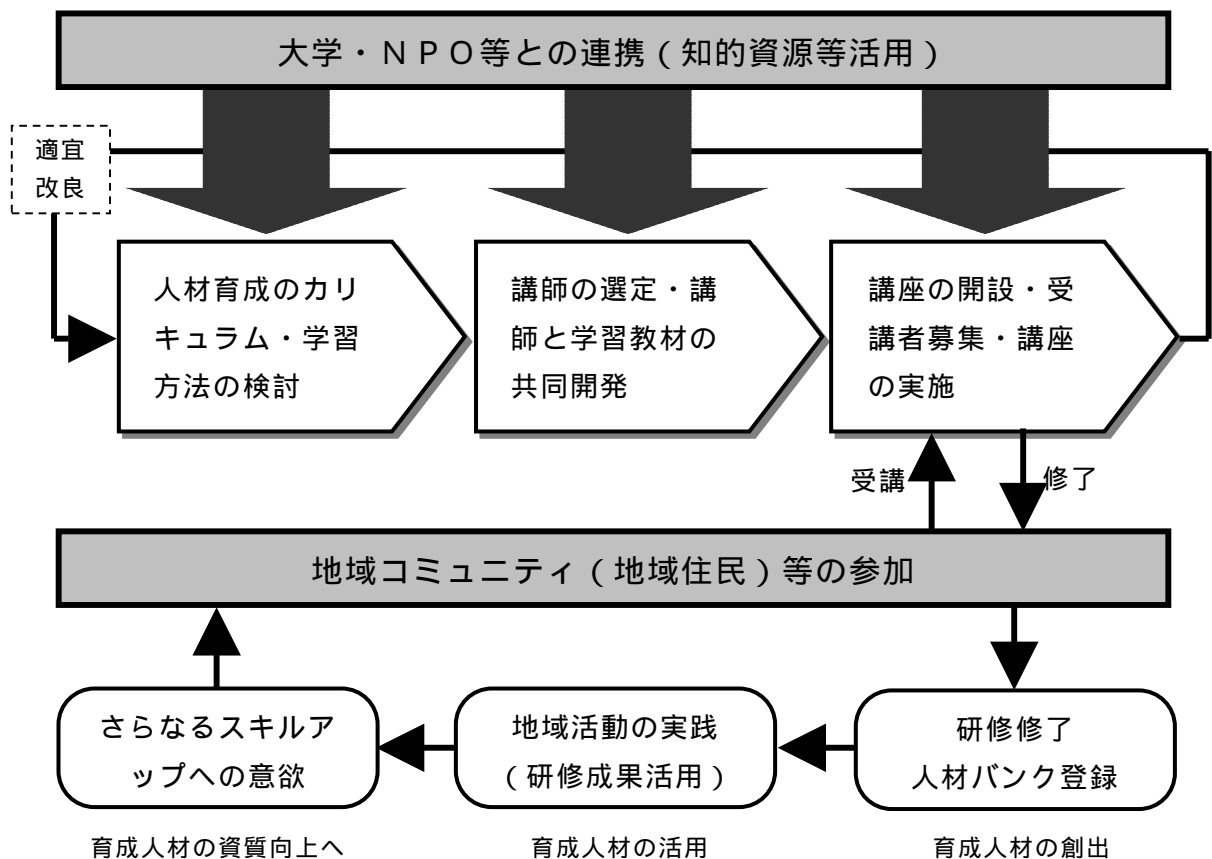 大学・ＮＰＯ等との連携（知的資源等活用）
適宜
改良
人材育成のカリ
キュラム・学習
方法の検討
講師の選定・講
師と学習教材の
共同開発
講座の開設・受
講者募集・講座
の実施
受講
修了
地域コミュニティ（地域住民）等の参加
さらなるスキルア
ップへの意欲
地域活動の実践
（研修成果活用）
研修修了
人材バンク登録
育成人材の資質向上へ
育成人材の活用
育成人材の創出